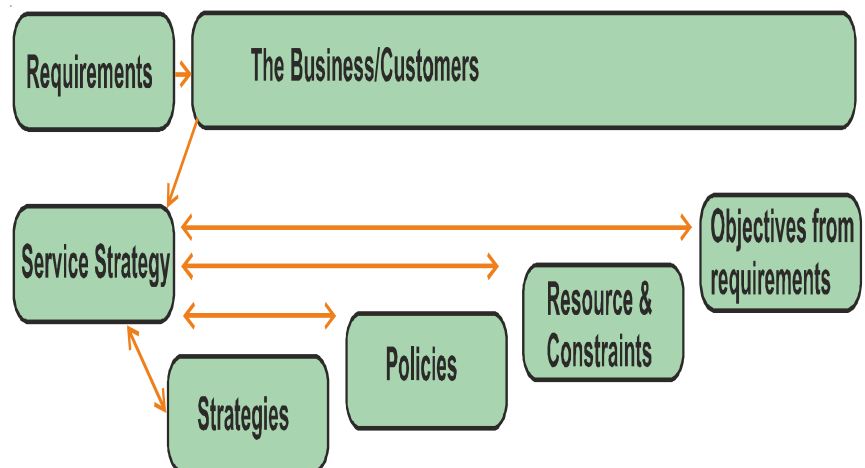 Requirements
The Business/Customers
Service Strategy
Objectives from
requirements
Resource &
Constraints
Policies
Strategies